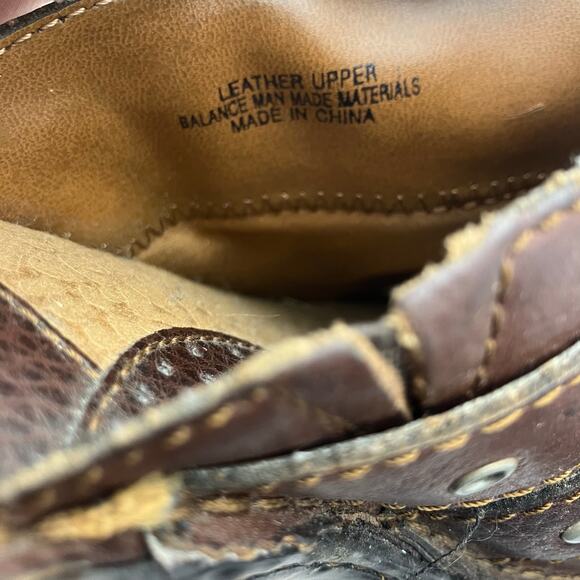 LEATHER UPPER
BALANCE MAN MADE MATERIALS
MADE IN CHINA